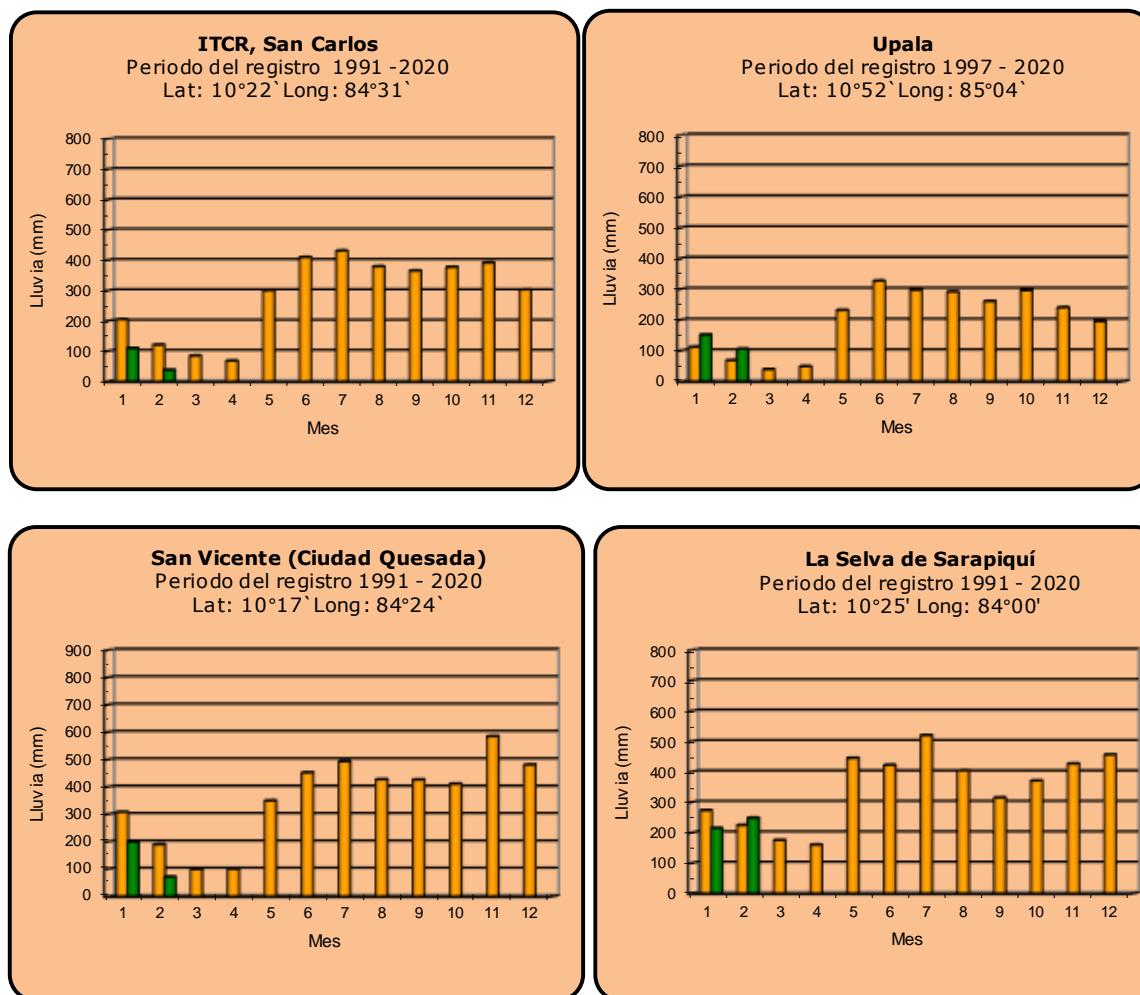 ITCR, San Carlos
Periodo del registro 1991 -2020
Lat: 10°22`Long: 84°31`
800
700
600
500
400
300
200
100
0
Lluvia (mm)
1 2 3 4 5 6 7 8 9 10 11 12
Mes
Upala
Periodo del registro 1997 - 2020
Lat: 10°52`Long: 85°04`
800
700
600
500
400
300
200
100
0
Lluvia (mm)
1 2 3 4 5 6 7 8 9 10 11 12
Mes
San Vicente (Ciudad Quesada)
Periodo del registro 1991 - 2020
Lat: 10°17`Long: 84°24`
900
800
700
600
500
400
300
200
100
0
Lluvia (mm)
1 2 3 4 5 6 7 8 9 10 11 12
Mes
La Selva de Sarapiquí
Periodo del registro 1991 - 2020
Lat: 10°25' Long: 84°00'
800
700
600
500
400
300
200
100
0
Lluvia (mm)
1 2 3 4 5 6 7 8 9 10 11 12
Mes